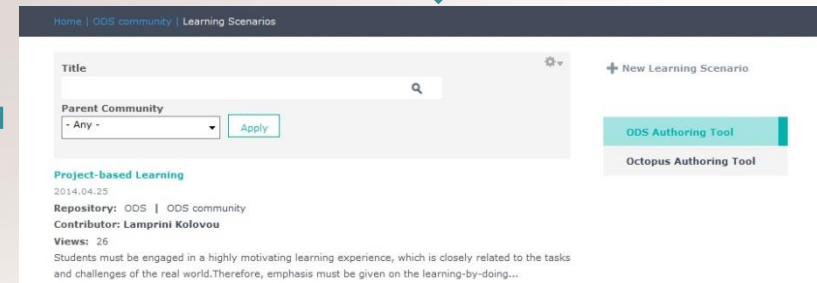 Home | ODS community | Learning Scenarios
Title
Parent Community
- Any -
Apply
Project-based Learning
2014.04.25
Repository: ODS | ODS community
Contributor: Lamprini Kolovou
Views: 26
Students must be engaged in a highly motivating learning experience, which is closely related to the tasks
and challenges of the real world.Therefore, emphasis must be given on the learning-by-doing...
New Learning Scenario
ODS Authoring Tool
Octopus Authoring Tool